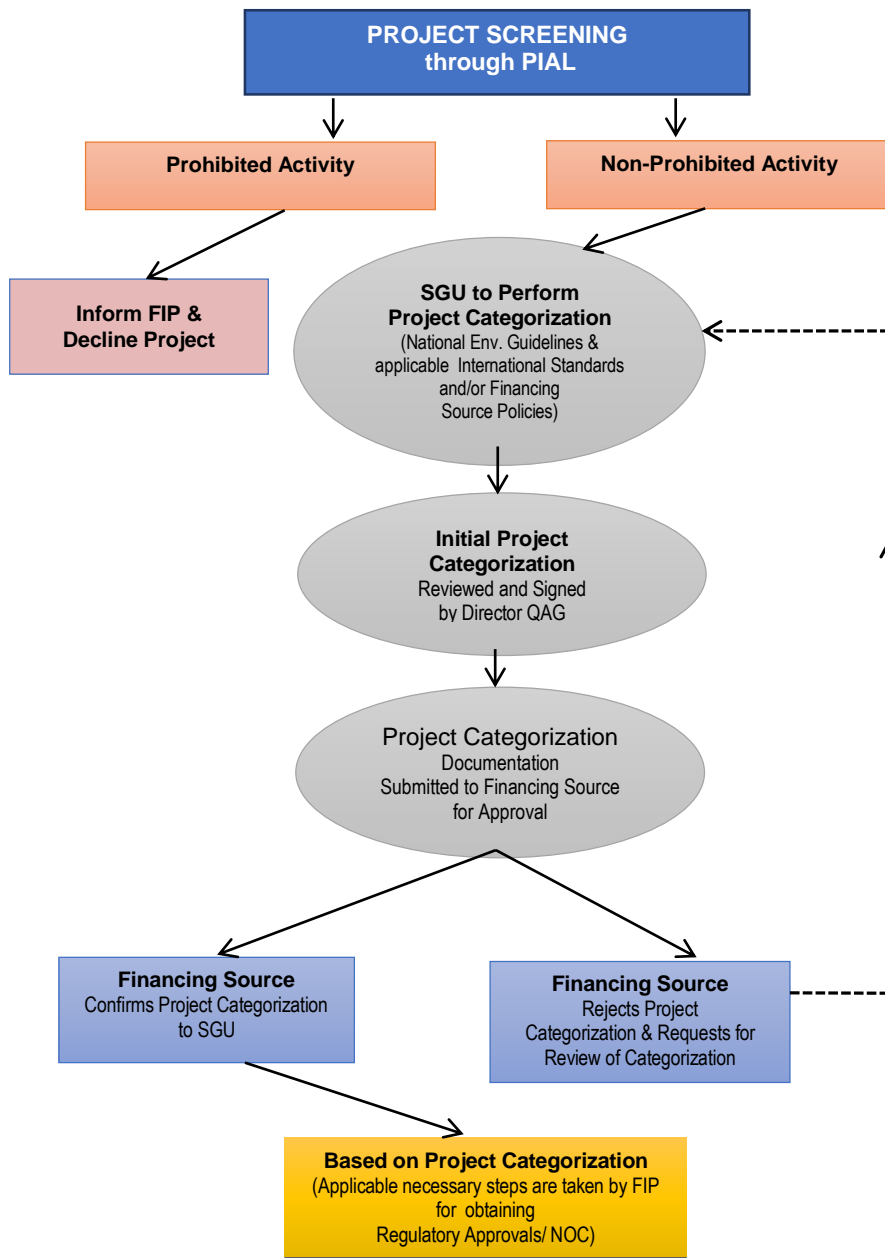 PROJECT SCREENING
through PIAL
Prohibited Activity
Non-Prohibited Activity
Inform FIP &
Decline Project
SGU to Perform
Project Categorization
(National Env. Guidelines &
applicable International Standards
and/or Financing
Source Policies)
Initial Project
Categorization
Reviewed and Signed
by Director QAG
Project Categorization
Documentation
Submitted to Financing Source
for Approval
Financing Source
Confirms Project Categorization
to SGU
Financing Source
Rejects Project
Categorization & Requests for
Review of Categorization
Based on Project Categorization
(Applicable necessary steps are taken by FIP
for obtaining
Regulatory Approvals/ NOC)